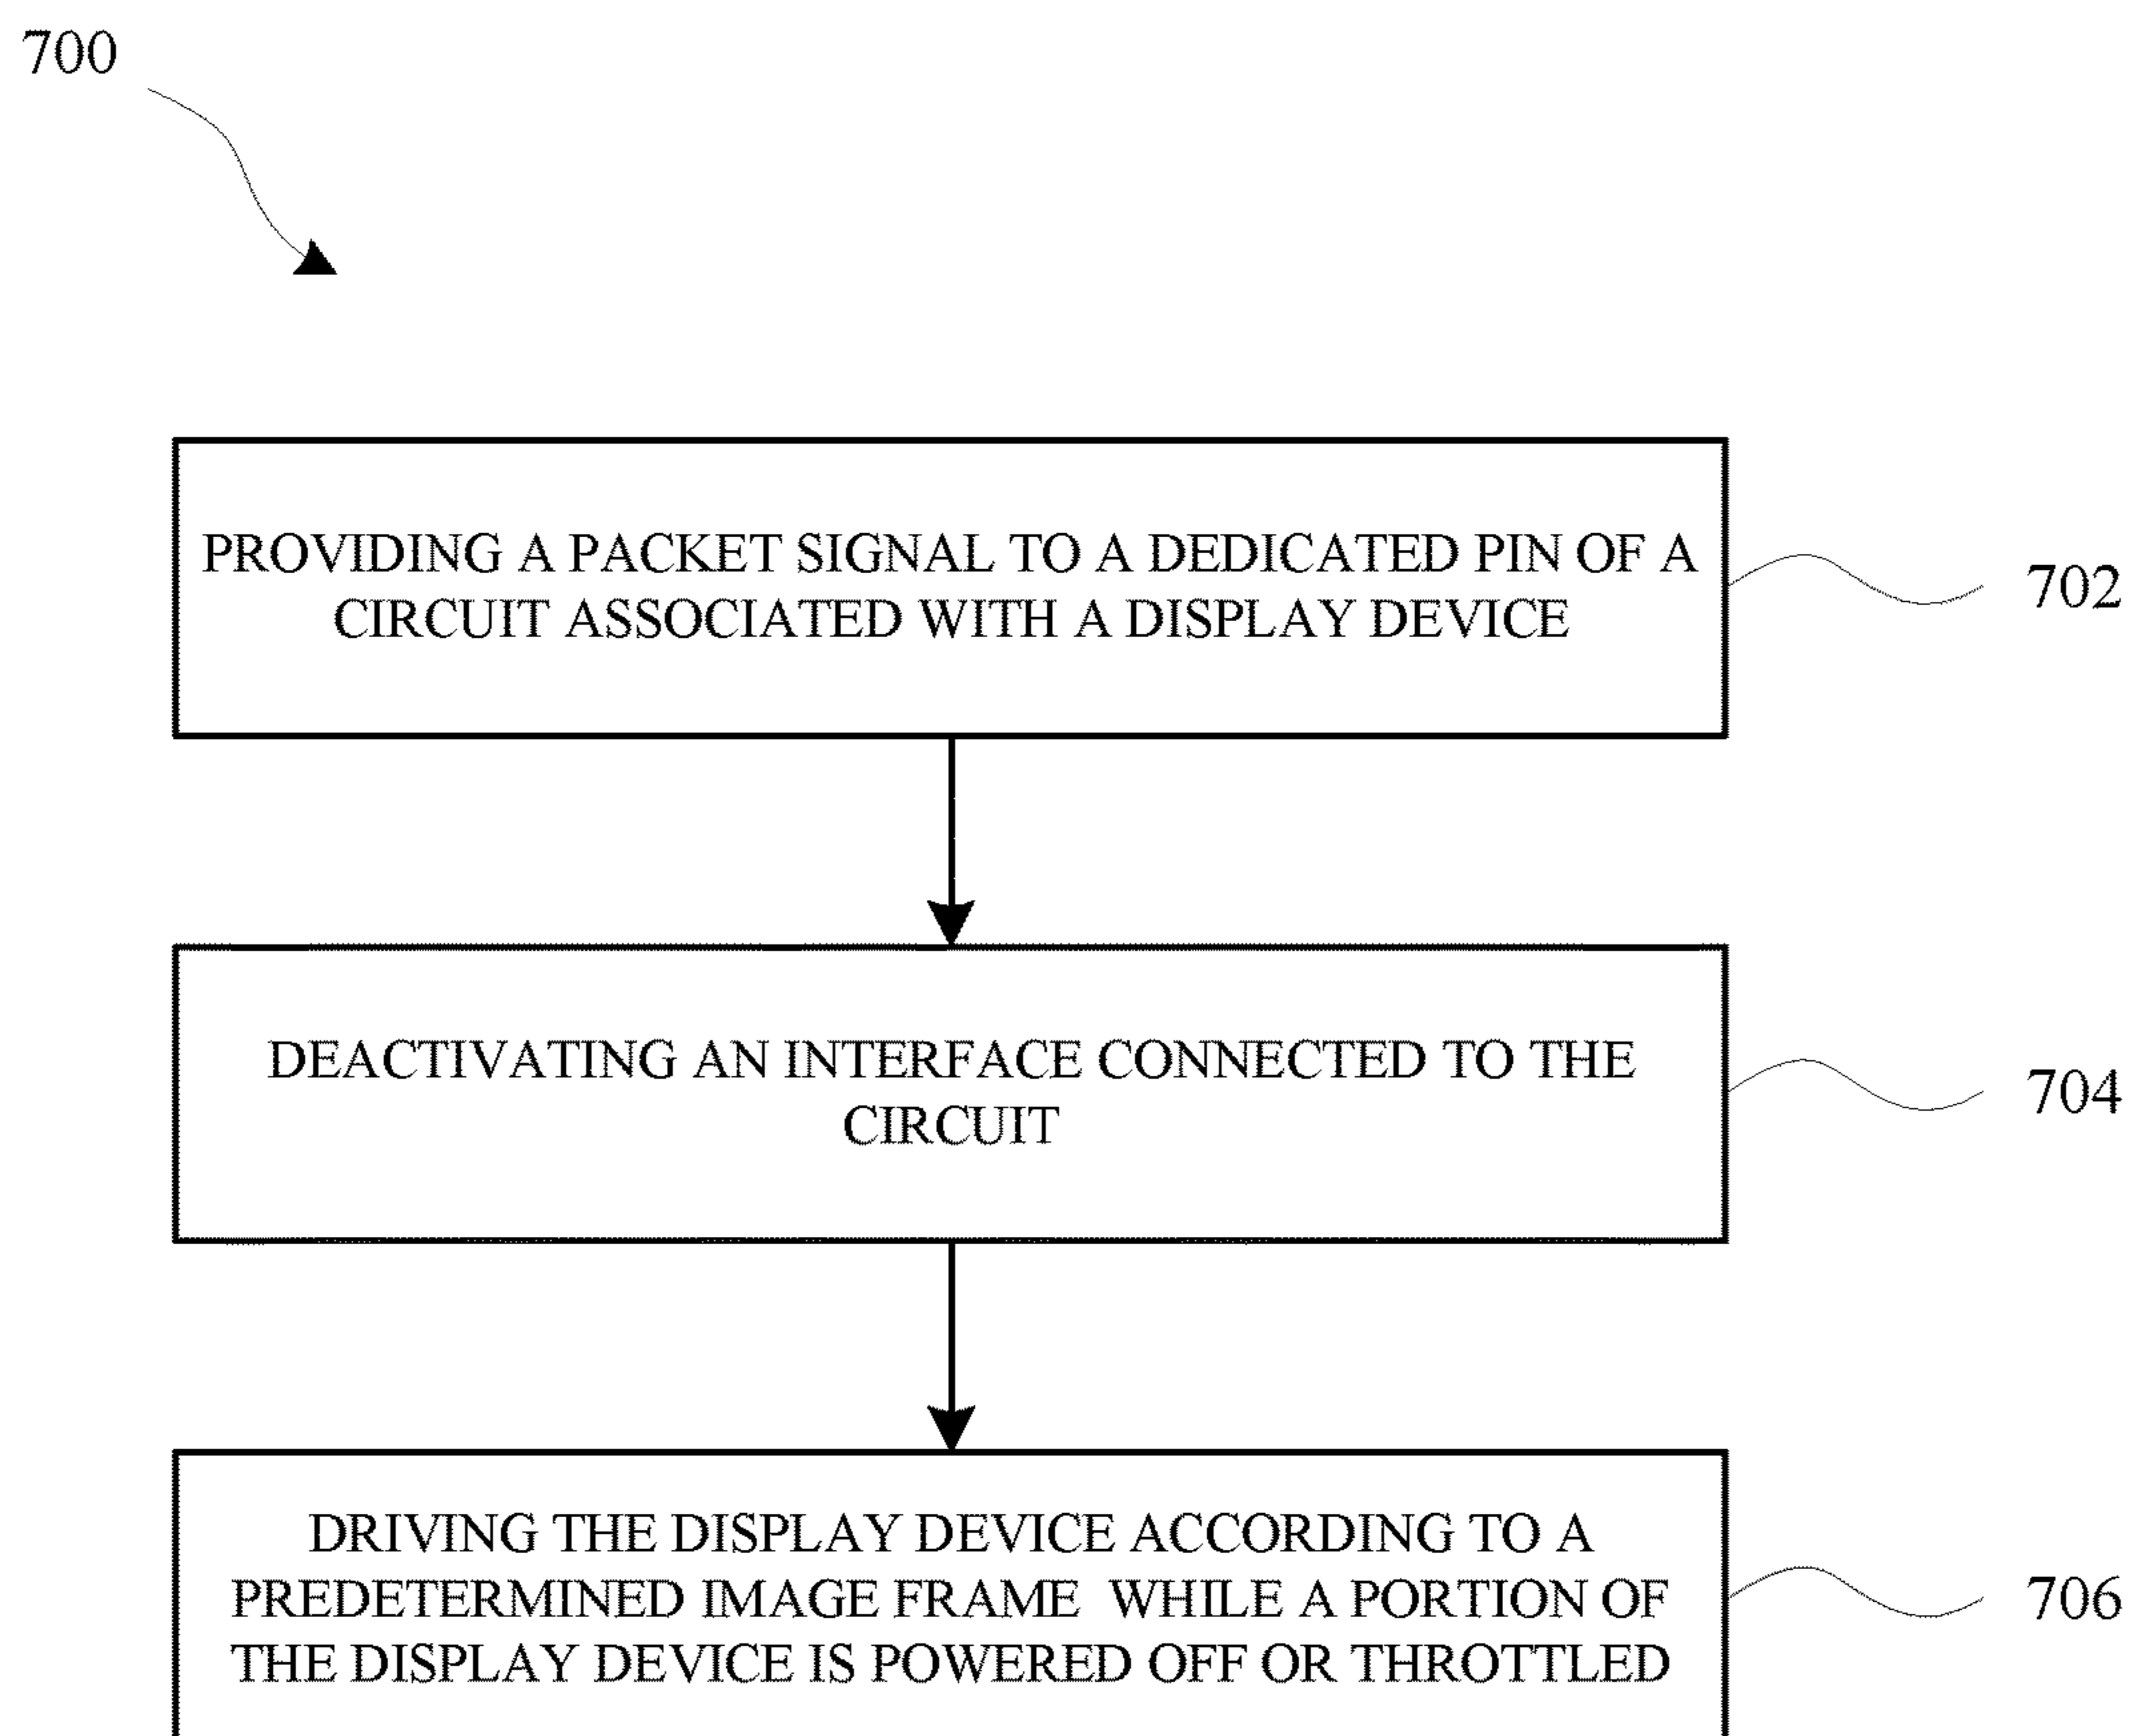 700
PROVIDING A PACKET SIGNAL TO A DEDICATED PIN OF A
CIRCUIT ASSOCIATED WITH A DISPLAY DEVICE
702
DEACTIVATING AN INTERFACE CONNECTED TO THE
CIRCUIT
704
DRIVING THE DISPLAY DEVICE ACCORDING TO A
PREDETERMINED IMAGE FRAME WHILE A PORTION OF
THE DISPLAY DEVICE IS POWERED OFF OR THROTTLED
706